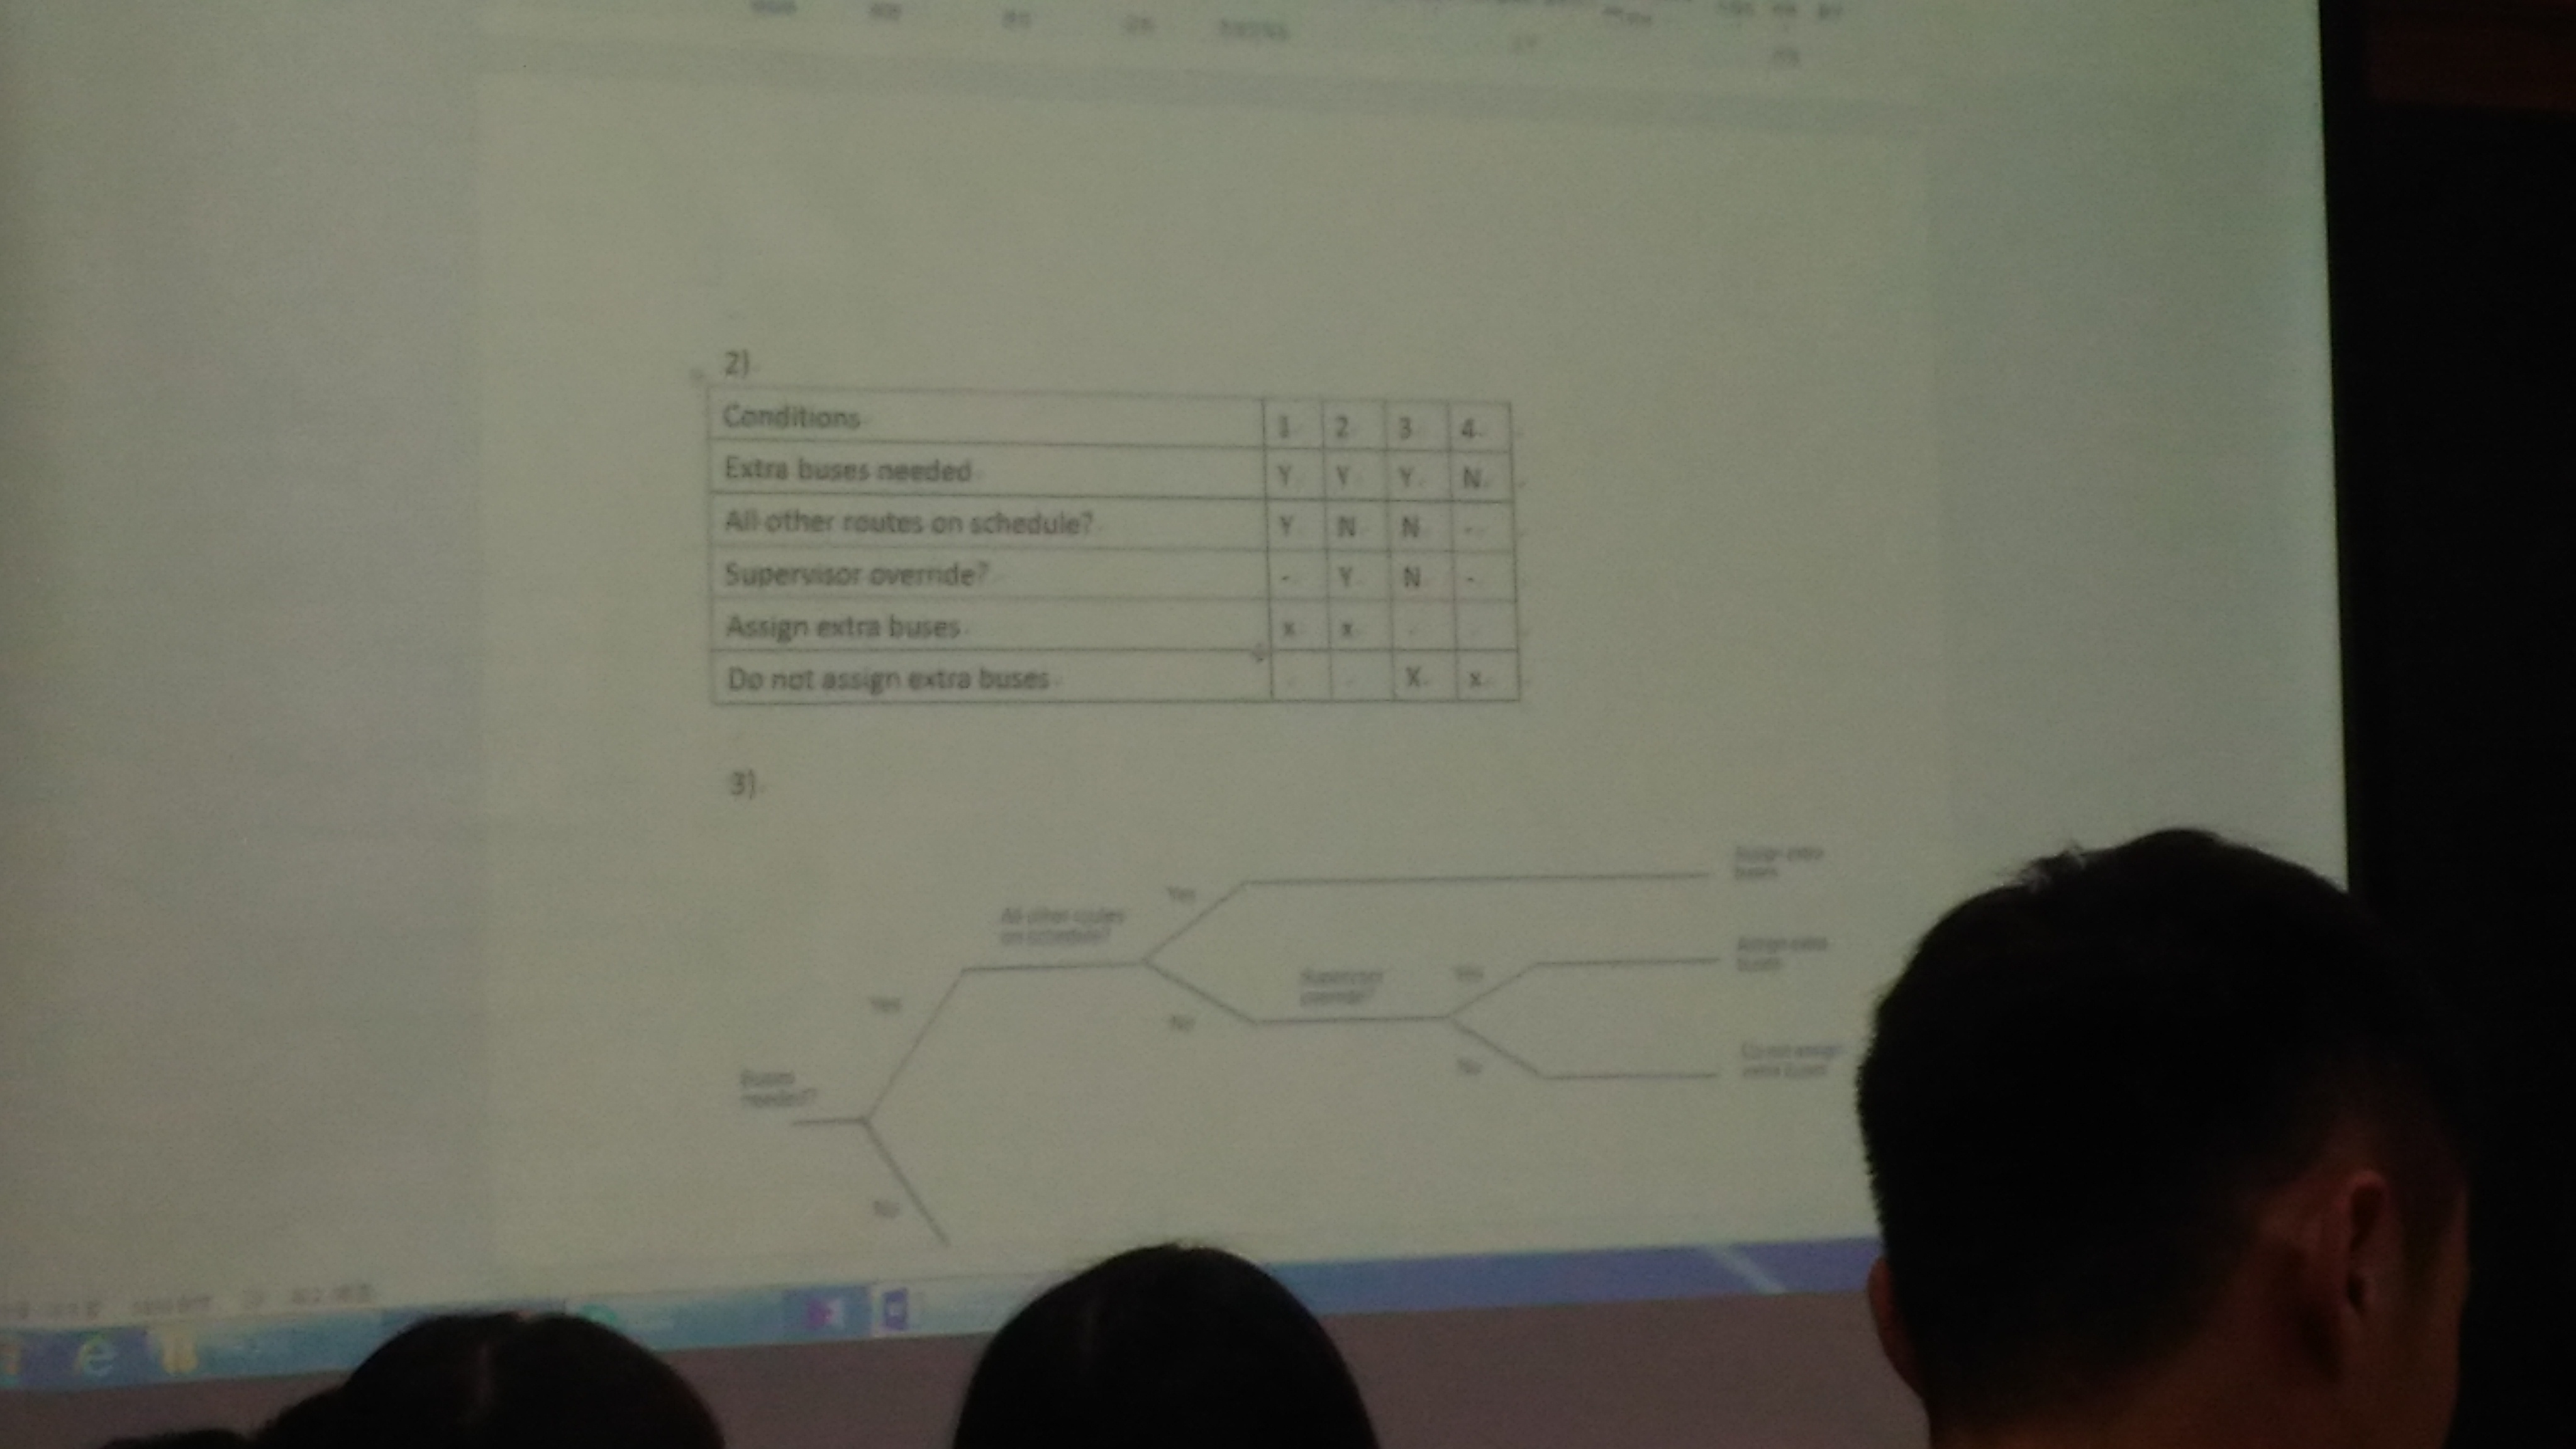 2)
Conditions 1 2 3 4
Extra buses needed Y Y Y N
All other routes on schedule? Y N N -
Supervisor override? - Y N -
Assign extra buses x x
Do not assign extra buses X x
3)
Assign extra
buses
Yes
All other routes
on schedule?
Assign extra
buses
Supervisor
override?
Yes
Yes
No
Do not assign
extra buses
No
Buses
needed?
No